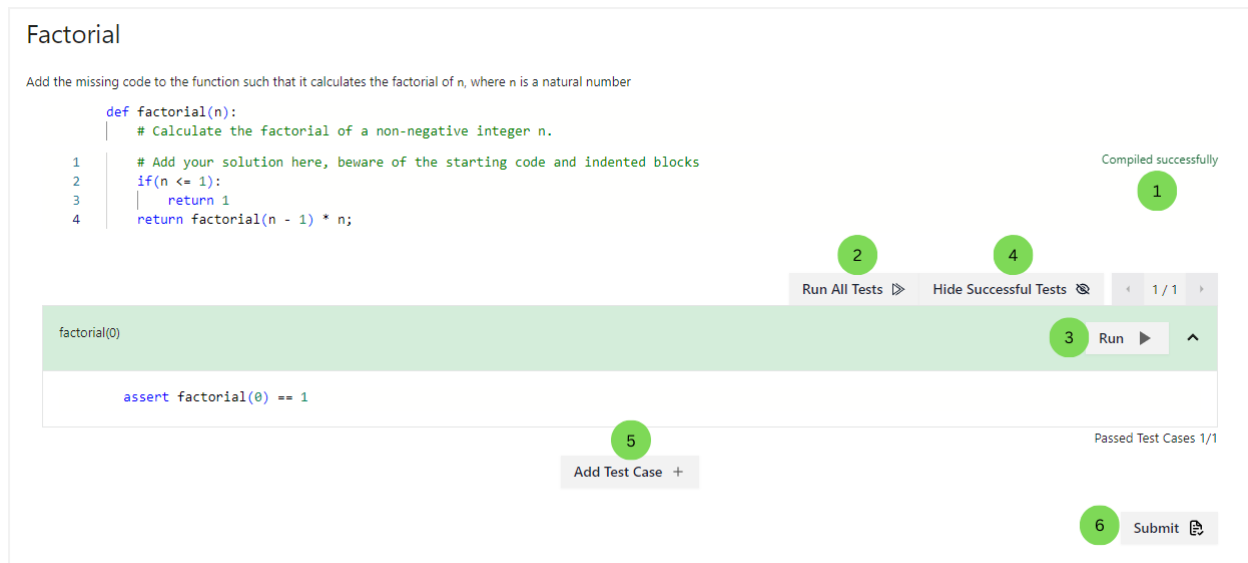 Factorial
Add the missing code to the function such that it calculates the factorial of n, where n is a natural number
def factorial(n):
# Calculate the factorial of a non-negative integer n.
1 # Add your solution here, beware of the starting code and indented blocks
Compiled successfully
2 if(n <= 1):
1
3 return 1
4 return factorial(n - 1) * n;
2 4
Run All Tests Hide Successful Tests 1 / 1
factorial(0) 3 Run
assert factorial(0) == 1
5 Passed Test Cases 1/1
Add Test Case +
6 Submit